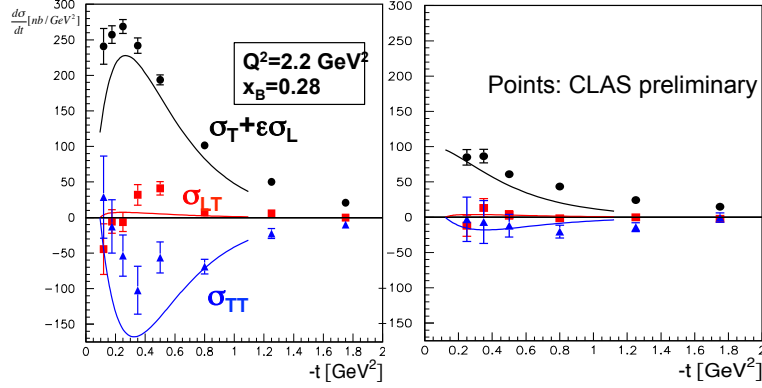 dσ/dt [nb/GeV²]
300
250
200
150
100
50
0
-50
-100
-150
Q²=2.2 GeV²
x_B=0.28
σ_T+εσ_L
σ_LT
σ_TT
0 0.2 0.4 0.6 0.8 1 1.2 1.4 1.6 1.8 2
-t [GeV²]
300
250
200
150
100
50
0
-50
-100
-150
Points: CLAS preliminary
0.2 0.4 0.6 0.8 1 1.2 1.4 1.6 1.8 2
-t [GeV²]